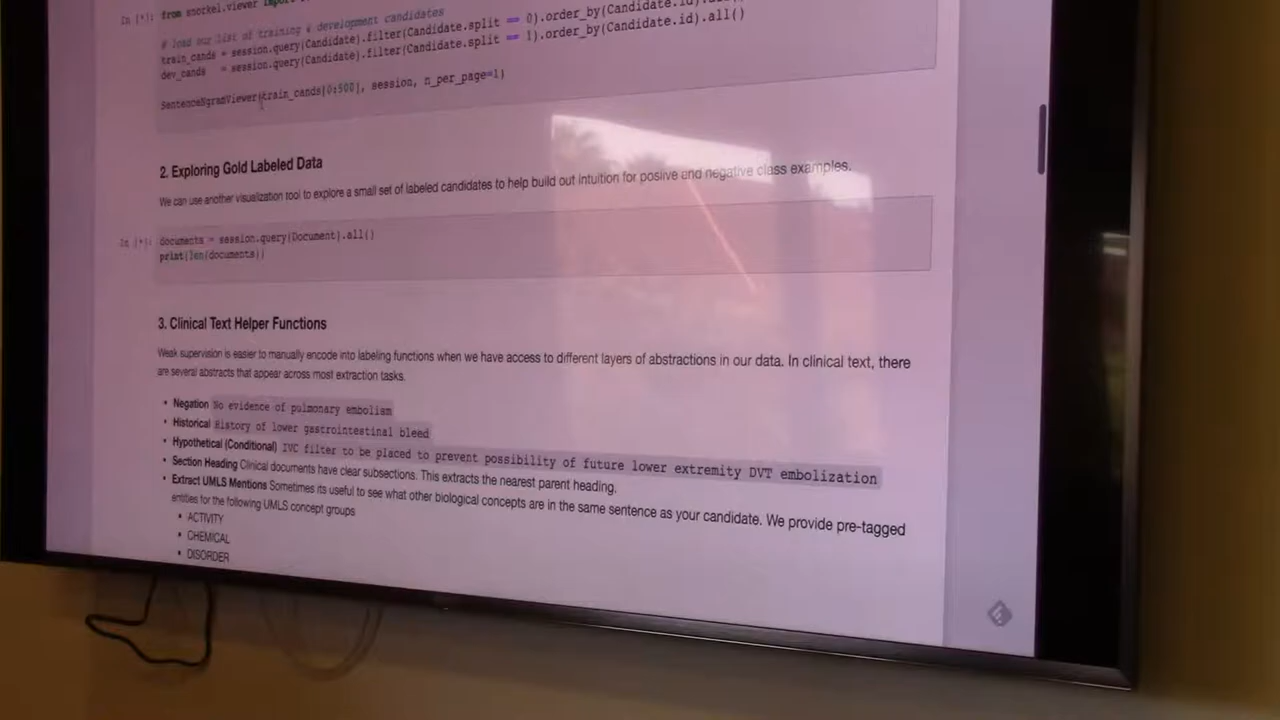 In [*]: from snorkel.viewer import
# load our list of training & development candidates
train_cands = session.query(Candidate).filter(Candidate.split == 0).order_by(Candidate.id).all()
dev_cands = session.query(Candidate).filter(Candidate.split == 1).order_by(Candidate.id).all()
SentenceNgramViewer(train_cands[0:500], session, n_per_page=1)
2. Exploring Gold Labeled Data
We can use another visualization tool to explore a small set of labeled candidates to help build out intuition for postive and negative class examples.
In [*]: documents = session.query(Document).all()
print(len(documents))
3. Clinical Text Helper Functions
Weak supervision is easier to manually encode into labeling functions when we have access to different layers of abstractions in our data. In clinical text, there
are several abstracts that appear across most extraction tasks.
• Negation No evidence of pulmonary embolism
• Historical History of lower gastrointestinal bleed
• Hypothetical (Conditional) IVC filter to be placed to prevent possibility of future lower extremity DVT embolization
• Section Heading Clinical documents have clear subsections. This extracts the nearest parent heading.
• Extract UMLS Mentions Sometimes its useful to see what other biological concepts are in the same sentence as your candidate. We provide pre-tagged
entities for the following UMLS concept groups
• ACTIVITY
• CHEMICAL
• DISORDER